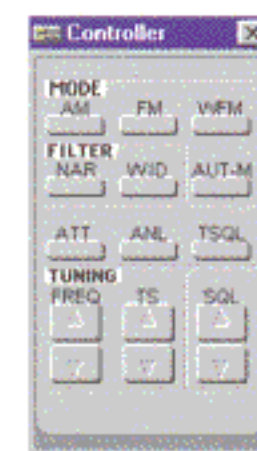 Controller
MODE
AM FM WFM
FILTER
NAR WID AUT-M
ATT ANL TSQL
TUNING
FREQ TS SQL